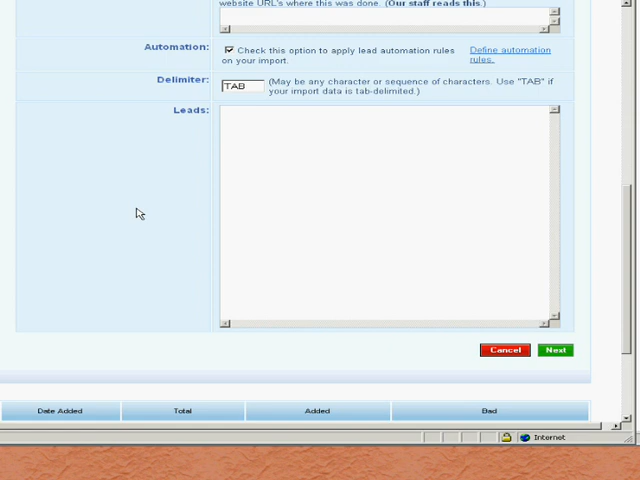 website URL's where this was done. (Our staff reads this.)
Automation: Check this option to apply lead automation rules on your import. Define automation rules.
Delimiter: TAB (May be any character or sequence of characters. Use "TAB" if your import data is tab-delimited.)
Leads:
Cancel Next
Date Added Total Added Bad
Internet